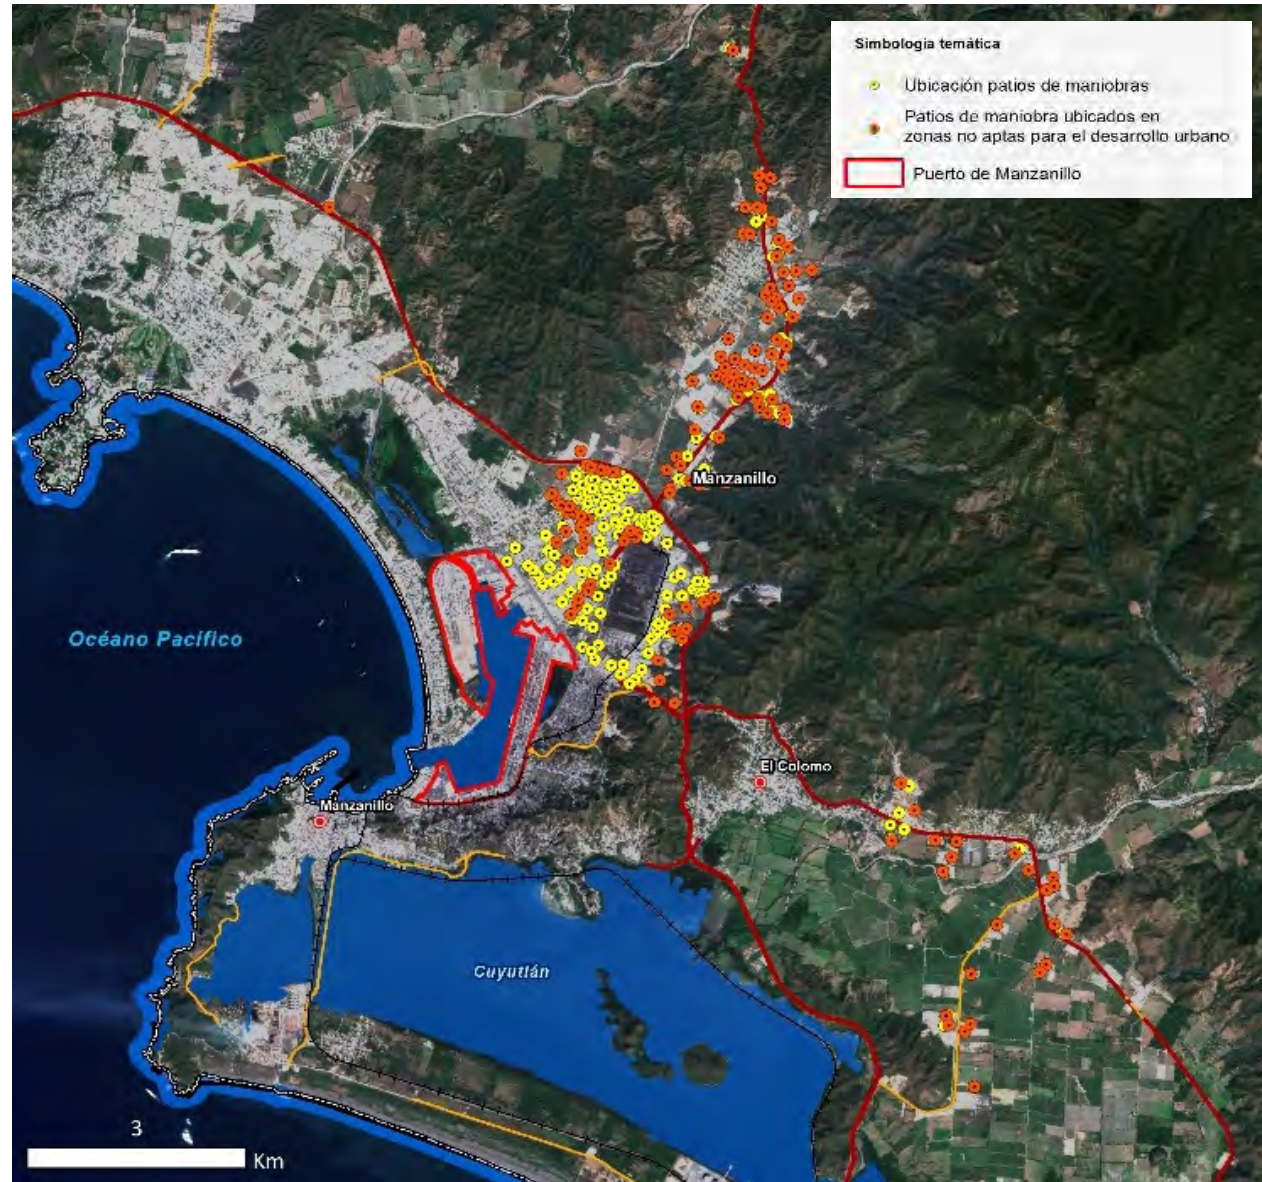 Simbología temática
Ubicación patios de maniobras
Patios de maniobra ubicados en
zonas no aptas para el desarrollo urbano
Puerto de Manzanillo
Manzanillo
Océano Pacífico
El Colomo
Manzanillo
Cuyutlán
3
Km